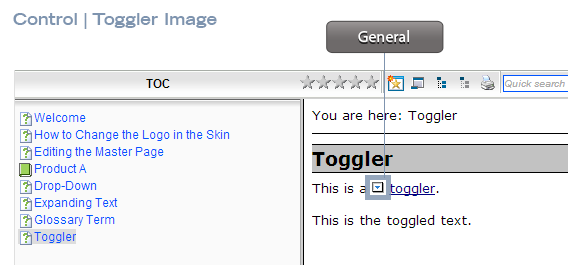 Control | Toggler Image
General
TOC
Quick search
Welcome
How to Change the Logo in the Skin
Editing the Master Page
Product A
Drop-Down
Expanding Text
Glossary Term
Toggler
You are here: Toggler
Toggler
This is a toggler.
This is the toggled text.